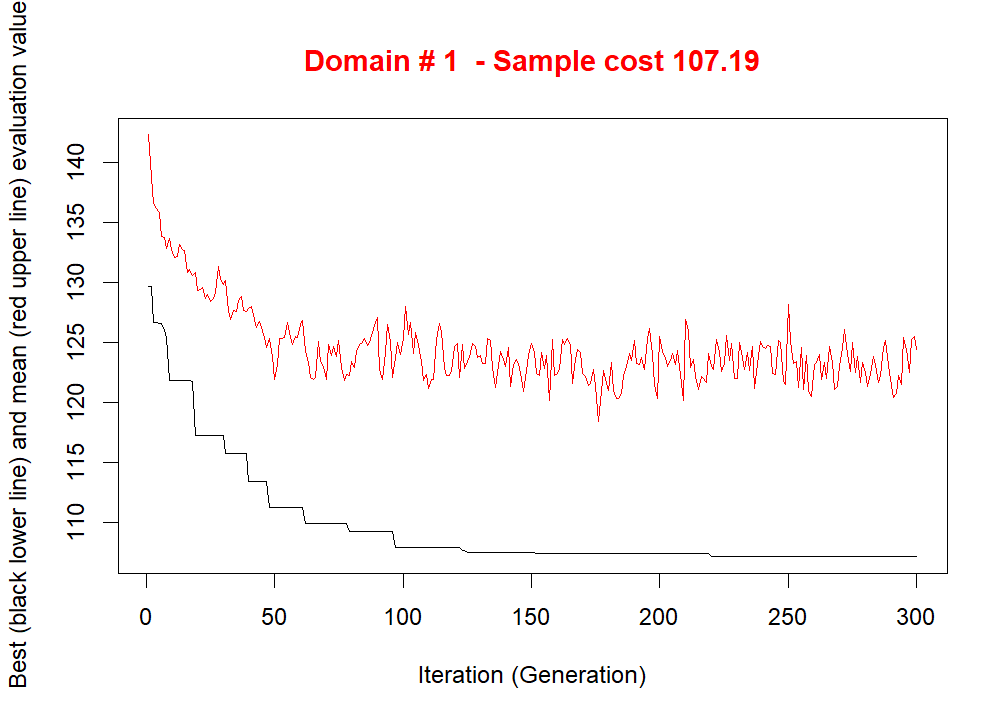 Domain # 1  - Sample cost 107.19
Best (black lower line) and mean (red upper line) evaluation value
140
135
130
125
120
115
110
0 50 100 150 200 250 300
Iteration (Generation)